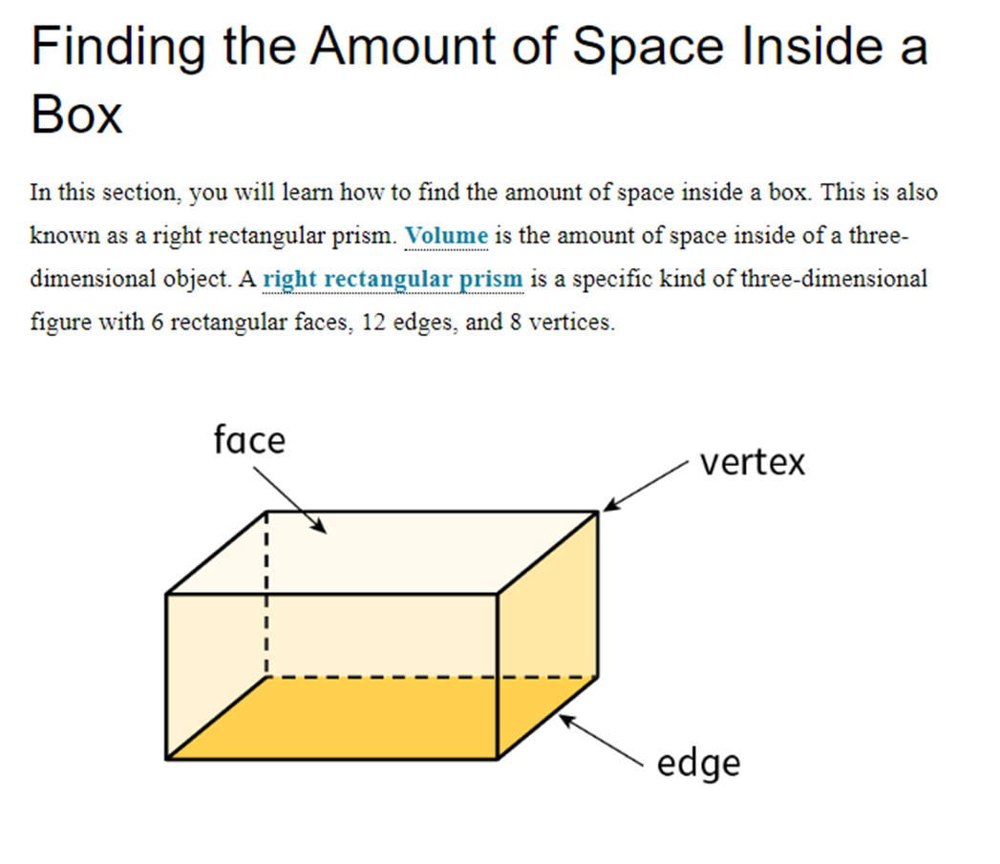 Finding the Amount of Space Inside a
Box
In this section, you will learn how to find the amount of space inside a box. This is also
known as a right rectangular prism. Volume is the amount of space inside of a three-
dimensional object. A right rectangular prism is a specific kind of three-dimensional
figure with 6 rectangular faces, 12 edges, and 8 vertices.
face
vertex
edge